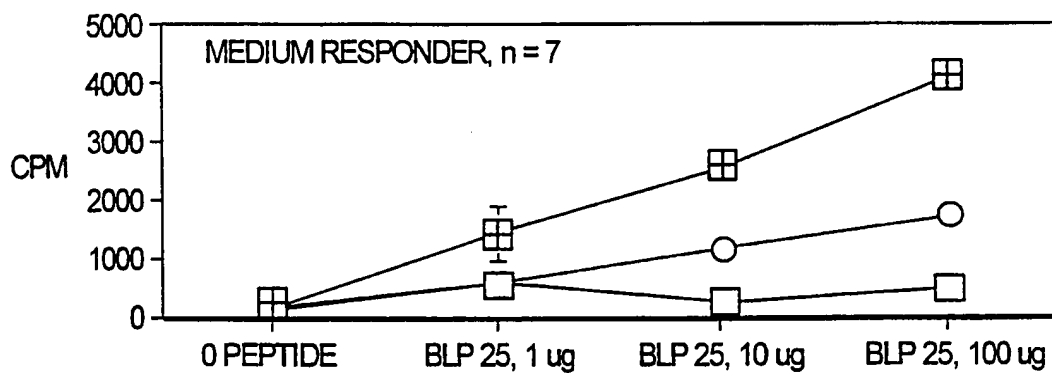 MEDIUM RESPONDER, n = 7
CPM
5000
4000
3000
2000
1000
0
0 PEPTIDE BLP 25, 1 ug BLP 25, 10 ug BLP 25, 100 ug